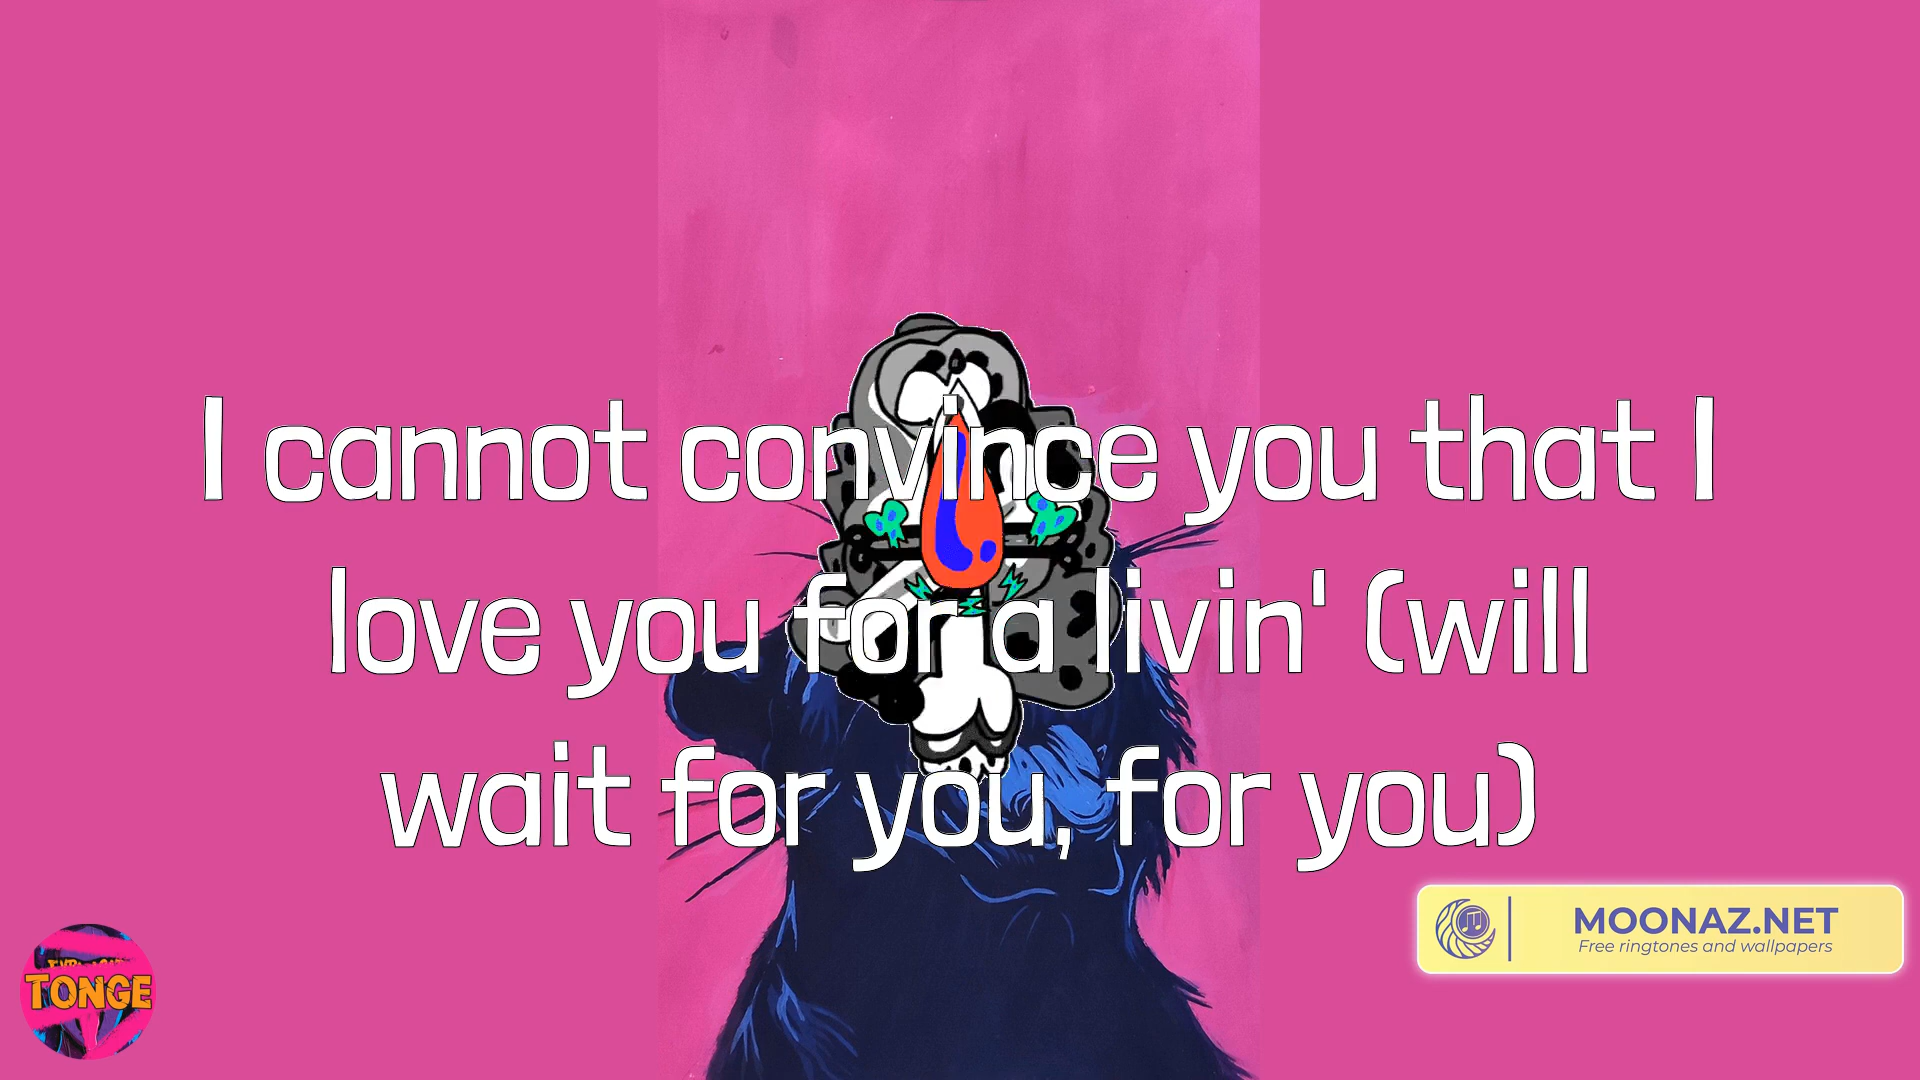 I cannot convince you that I
love you for a livin' (will
wait for you, for you)
MOONAZ.NET
Free ringtones and wallpapers
TONGE